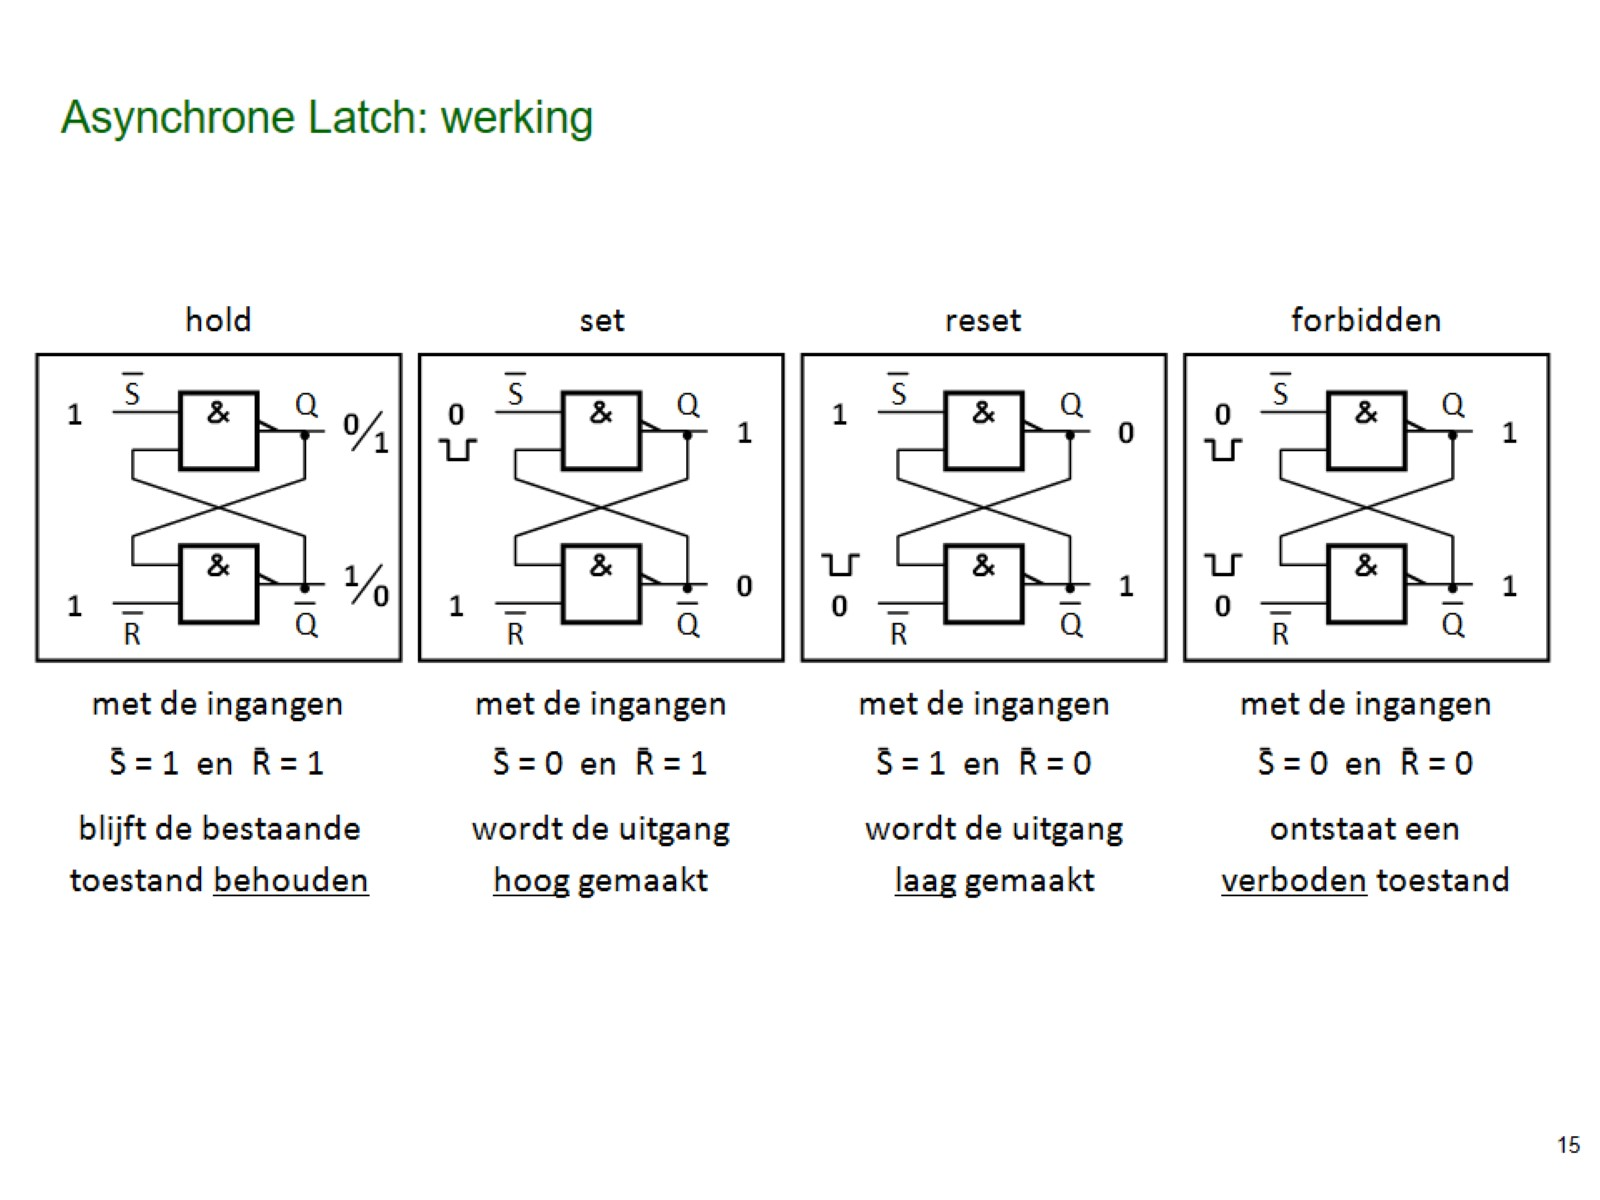 Asynchrone Latch: werking
hold
S̅
1
&
Q
0/1
&
1/0
1
R̅
Q̅
met de ingangen
S̄ = 1 en R̄ = 1
blijft de bestaande
toestand behouden
set
S̅
0
&
Q
1
&
0
1
R̅
Q̅
met de ingangen
S̄ = 0 en R̄ = 1
wordt de uitgang
hoog gemaakt
reset
S̅
1
&
Q
0
&
1
0
R̅
Q̅
met de ingangen
S̄ = 1 en R̄ = 0
wordt de uitgang
laag gemaakt
forbidden
S̅
0
&
Q
1
&
1
0
R̅
Q̅
met de ingangen
S̄ = 0 en R̄ = 0
ontstaat een
verboden toestand
15